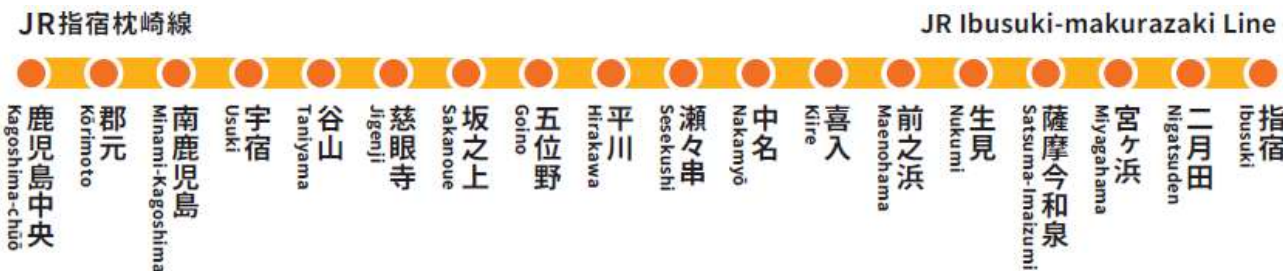 JR指宿枕崎線
JR Ibusuki-makurazaki Line
鹿児島中央
Kagoshima-chūō
郡元
Kōrimoto
南鹿児島
Minami-Kagoshima
宇宿
Usuki
谷山
Taniyama
慈眼寺
Jigenji
坂之上
Sakanoue
五位野
Goino
平川
Hirakawa
瀬々串
Sesekushi
中名
Nakamyō
喜入
Kiire
前之浜
Maenohama
生見
Nukumi
薩摩今和泉
Satsuma-Imaizumi
宮ヶ浜
Miyagahama
二月田
Nigatsuden
指宿
Ibusuki